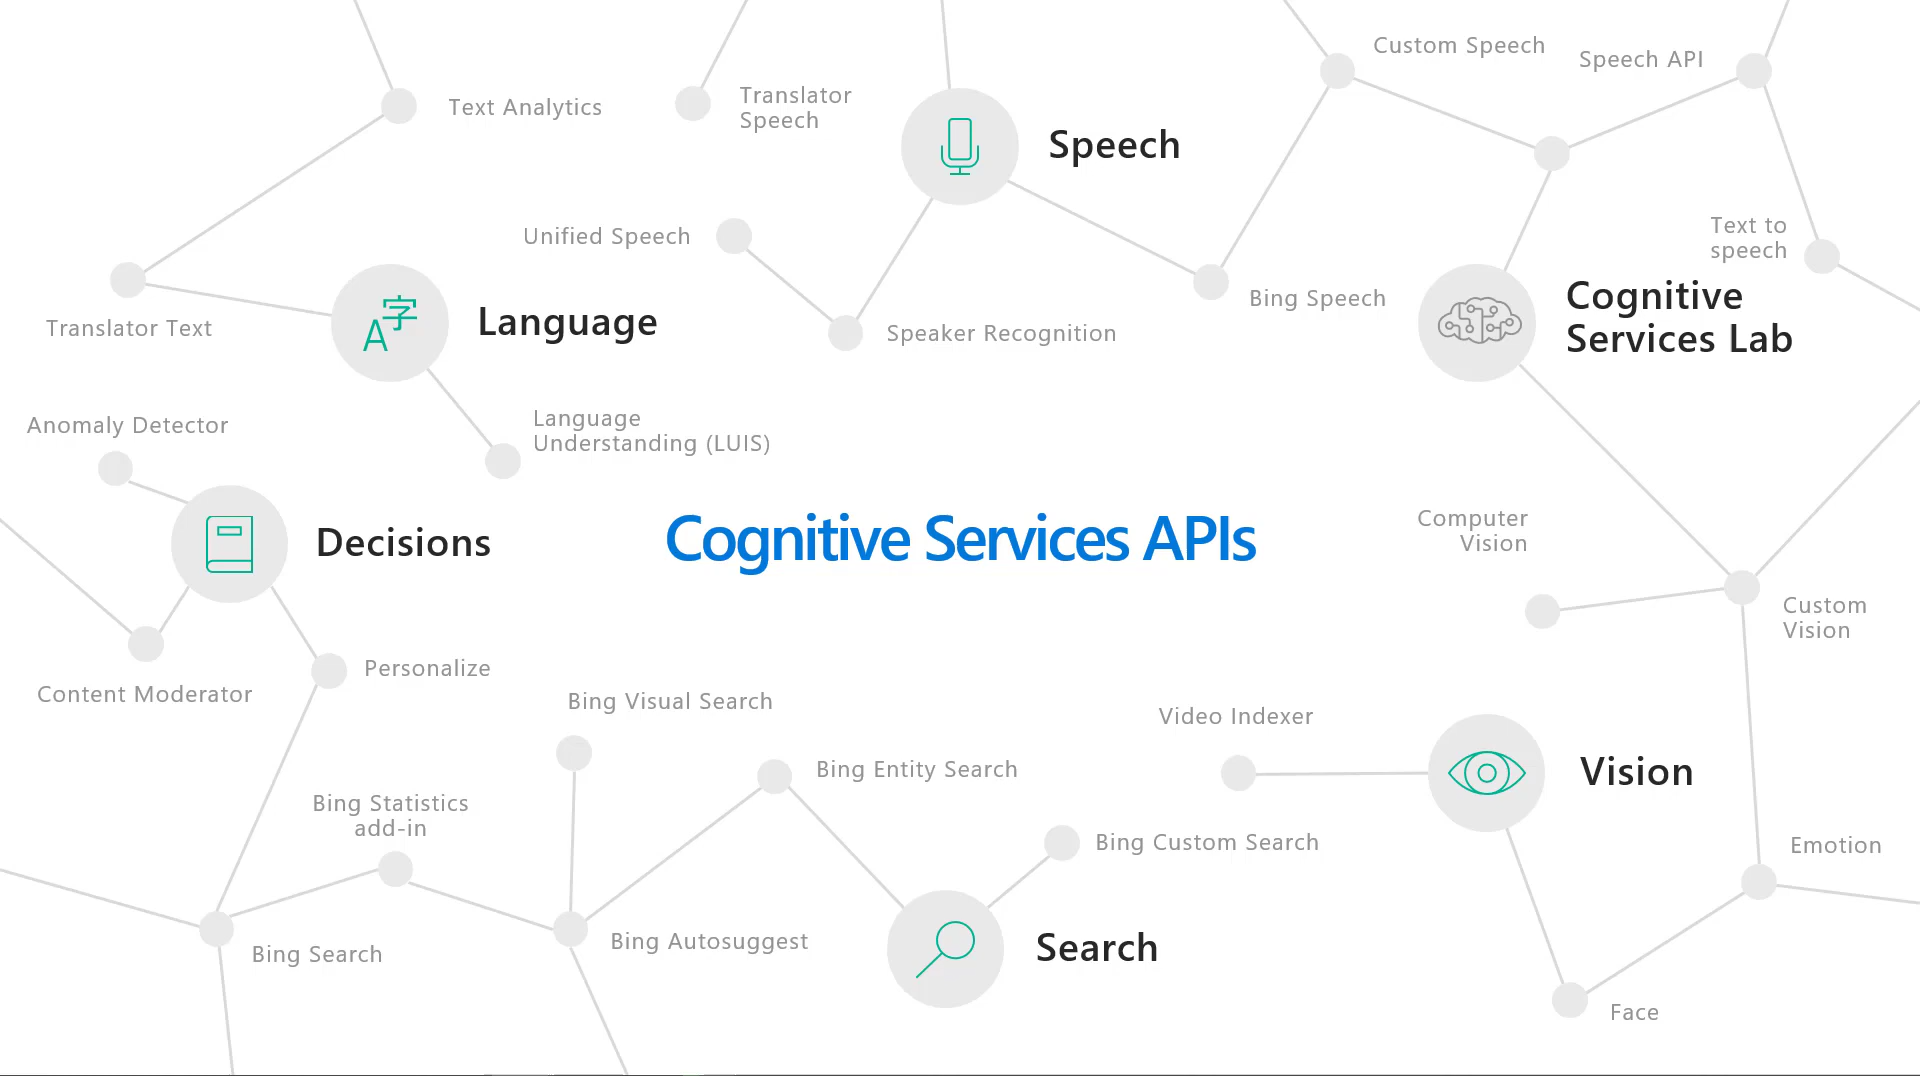 Custom Speech
Speech API
Text Analytics
Translator
Speech
Speech
Unified Speech
Text to
speech
Translator Text
Language
Speaker Recognition
Bing Speech
Cognitive
Services Lab
Anomaly Detector
Language
Understanding (LUIS)
Decisions
Cognitive Services APIs
Computer
Vision
Custom
Vision
Content Moderator
Personalize
Bing Visual Search
Video Indexer
Bing Entity Search
Vision
Bing Statistics
add-in
Bing Custom Search
Emotion
Bing Search
Bing Autosuggest
Search
Face
字
A